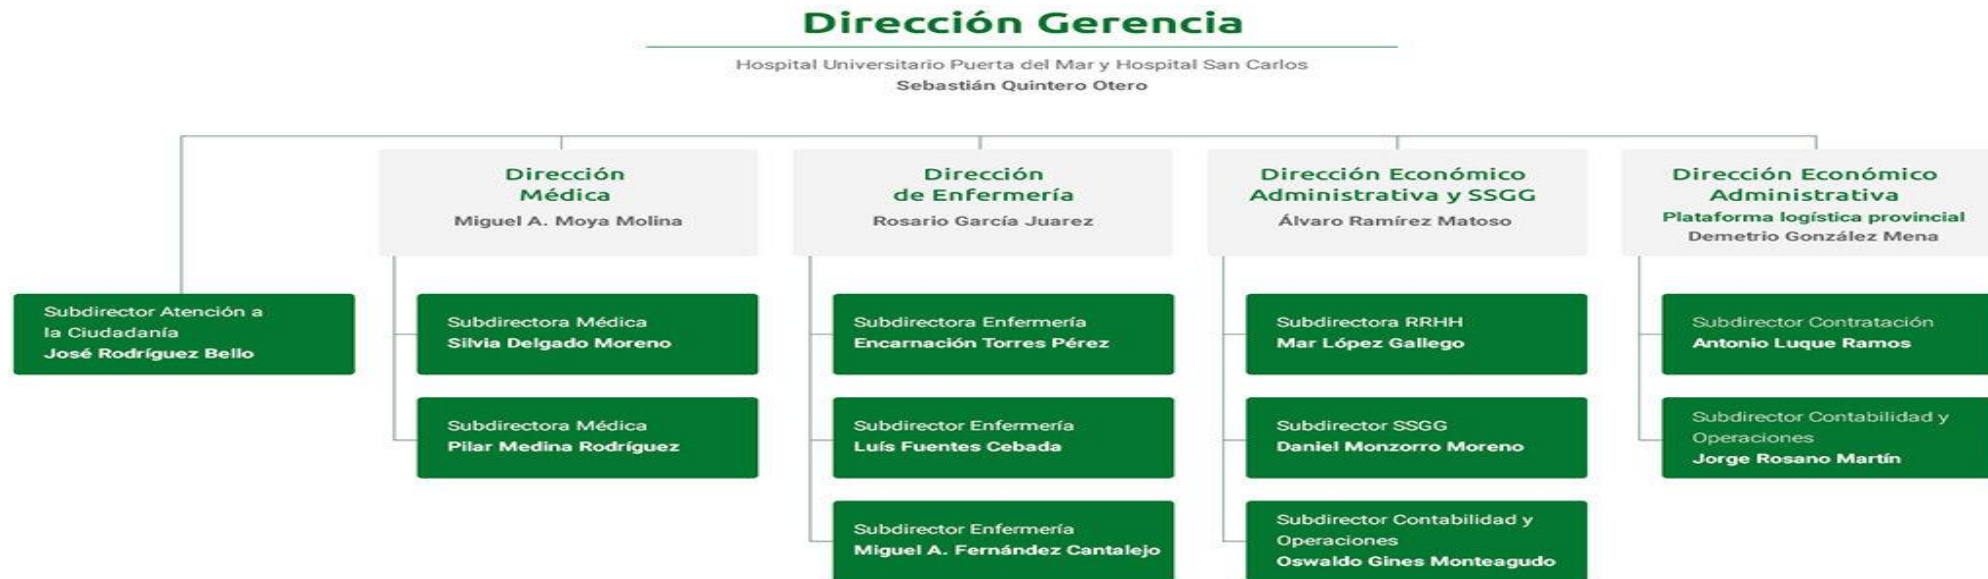 Dirección Gerencia
Hospital Universitario Puerta del Mar y Hospital San Carlos
Sebastián Quintero Otero
Dirección
Médica
Miguel A. Moya Molina
Dirección
de Enfermería
Rosario García Juarez
Dirección Económico
Administrativa y SSGG
Álvaro Ramírez Matoso
Dirección Económico
Administrativa
Plataforma logística provincial
Demetrio González Mena
Subdirector Atención a
la Ciudadanía
José Rodríguez Bello
Subdirectora Médica
Silvia Delgado Moreno
Subdirectora Médica
Pilar Medina Rodríguez
Subdirectora Enfermería
Encarnación Torres Pérez
Subdirector Enfermería
Luís Fuentes Cebada
Subdirector Enfermería
Miguel A. Fernández Cantalejo
Subdirectora RRHH
Mar López Gallego
Subdirector SSGG
Daniel Monzorro Moreno
Subdirector Contabilidad y
Operaciones
Oswaldo Gines Monteagudo
Subdirector Contratación
Antonio Luque Ramos
Subdirector Contabilidad y
Operaciones
Jorge Rosano Martín